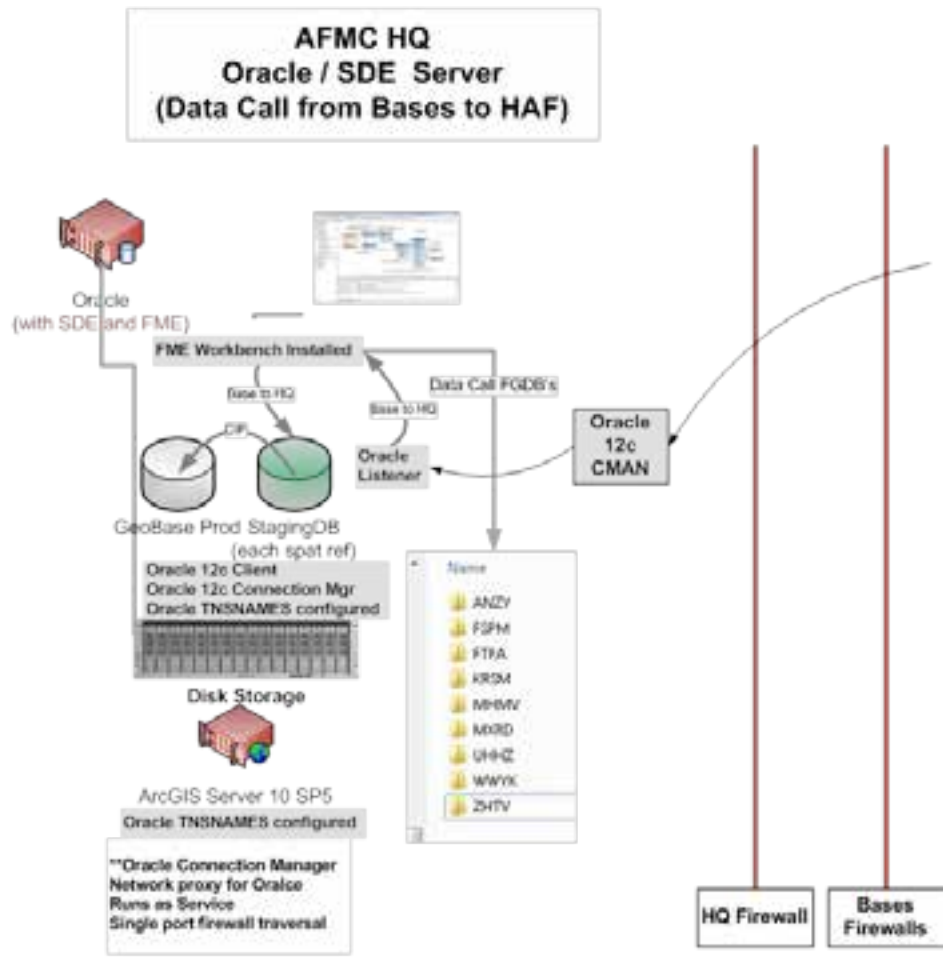 AFMC HQ
Oracle / SDE Server
(Data Call from Bases to HAF)
Oracle
(with SDE and FME)
FME Workbench Installed
Base to HQ
Base to HQ
Data Call FGDB's
CIP
Oracle
Listener
Oracle
12c
CMAN
GeoBase Prod
StagingDB
(each spat ref)
Oracle 12c Client
Oracle 12c Connection Mgr
Oracle TNSNAMES configured
Disk Storage
ArcGIS Server 10 SP5
Oracle TNSNAMES configured
**Oracle Connection Manager
Network proxy for Oralce
Runs as Service
Single port firewall traversal
Name
ANZY
FSPM
FTFA
KRSM
MHMV
MXRD
UHHZ
WWYK
ZHTV
HQ Firewall
Bases
Firewalls